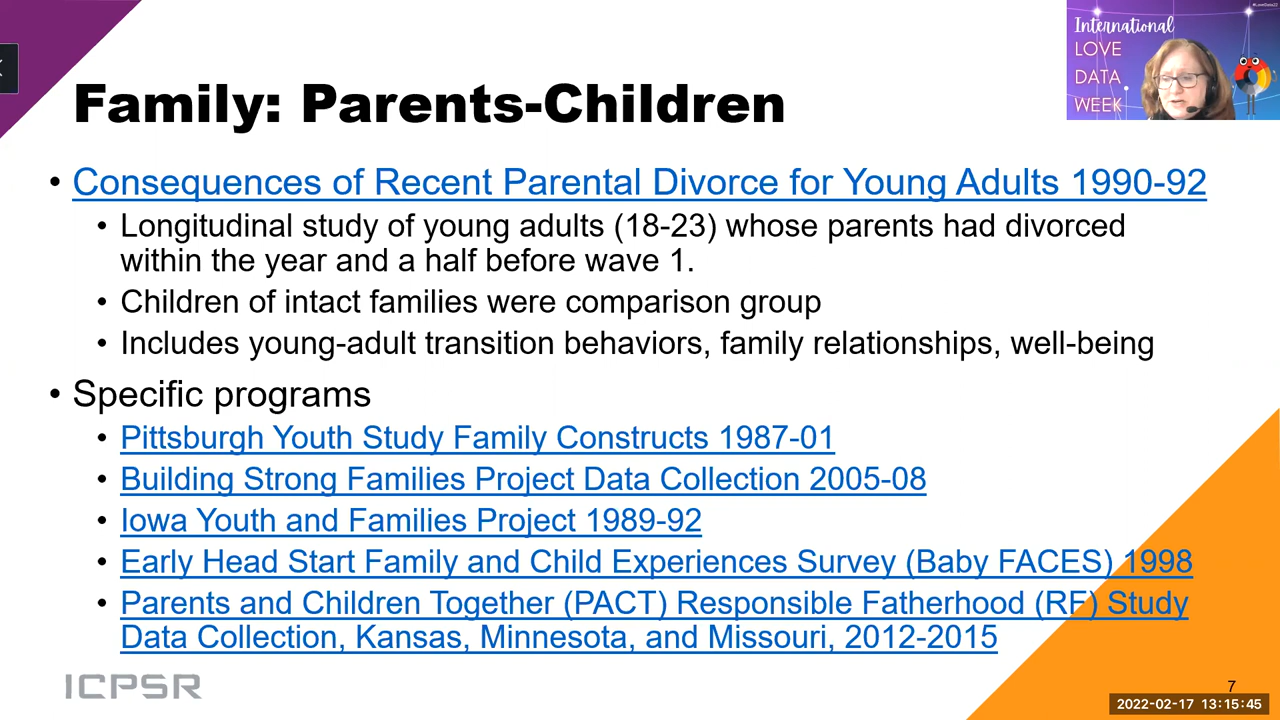 Family: Parents-Children
International
LOVE
DATA
WEEK
• Consequences of Recent Parental Divorce for Young Adults 1990-92
• Longitudinal study of young adults (18-23) whose parents had divorced
within the year and a half before wave 1.
• Children of intact families were comparison group
• Includes young-adult transition behaviors, family relationships, well-being
• Specific programs
• Pittsburgh Youth Study Family Constructs 1987-01
• Building Strong Families Project Data Collection 2005-08
• Iowa Youth and Families Project 1989-92
• Early Head Start Family and Child Experiences Survey (Baby FACES) 1998
• Parents and Children Together (PACT) Responsible Fatherhood (RF) Study
Data Collection, Kansas, Minnesota, and Missouri, 2012-2015
ICPSR
7
2022-02-17 13:15:45